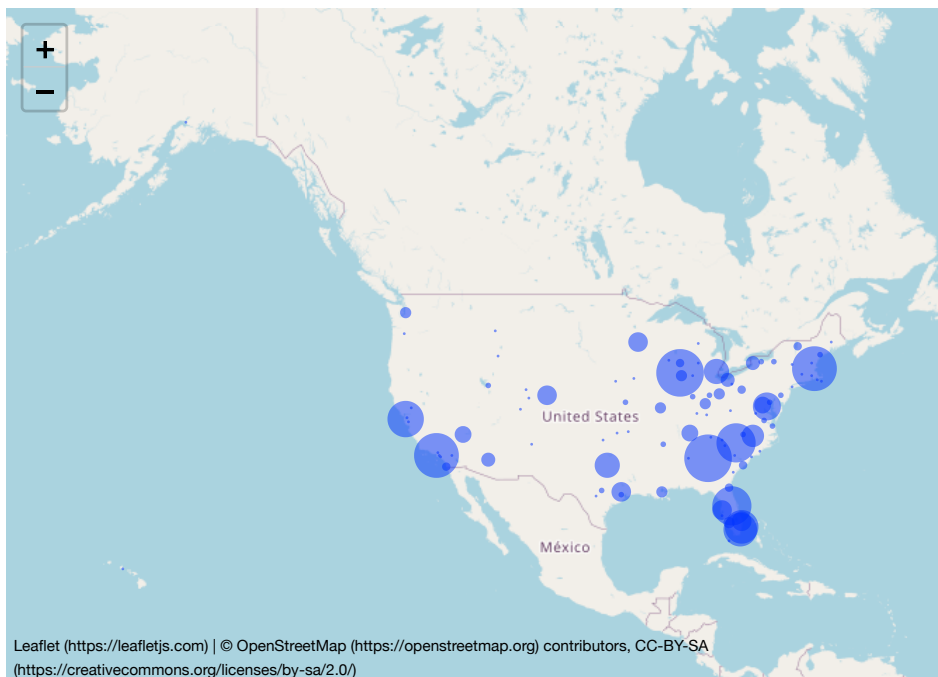 +
−
United States
México
Leaflet (https://leafletjs.com) | © OpenStreetMap (https://openstreetmap.org) contributors, CC-BY-SA
(https://creativecommons.org/licenses/by-sa/2.0/)